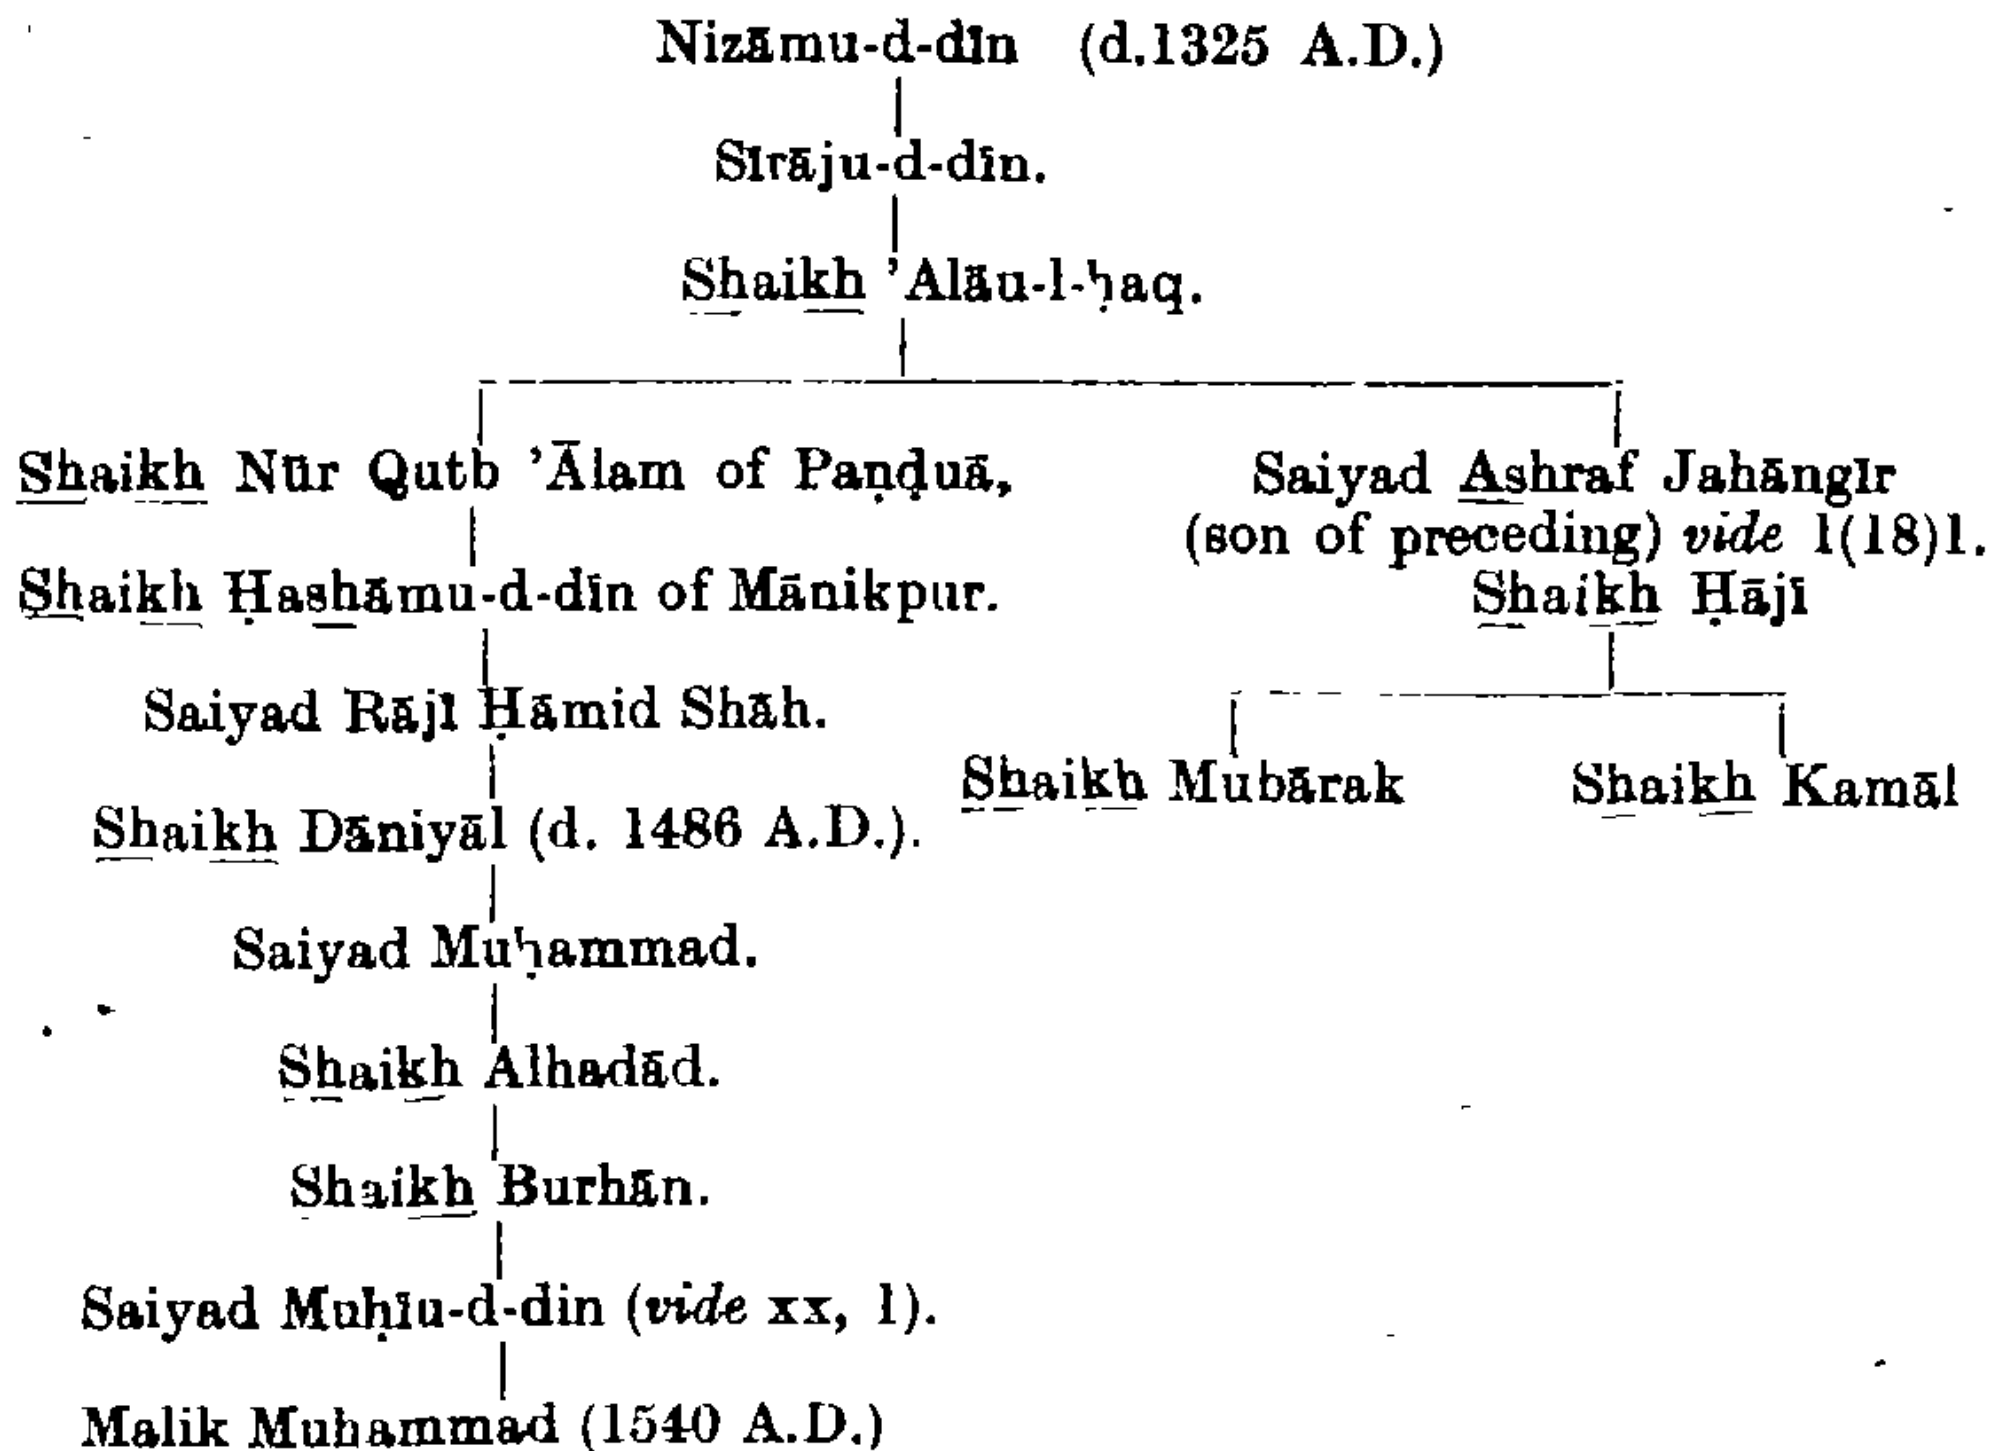 Nizāmu-d-dīn (d.1325 A.D.)
Sīrāju-d-dīn.
Shaikh ’Alāu-l-ḥaq.
Shaikh Nūr Qutb ’Ālam of Paṇḍuā,
Saiyad Ashraf Jahāngīr
(son of preceding) vide 1(18)1.
Shaikh Ḥashāmu-d-dīn of Mānikpur.
Shaikh Ḥājī
Saiyad Rājī Ḥāmid Shāh.
Shaikh Mubārak
Shaikh Kamāl
Shaikh Dāniyāl (d. 1486 A.D.).
Saiyad Muḥammad.
Shaikh Alhadād.
Shaikh Burhān.
Saiyad Muḥīu-d-din (vide xx, 1).
Malik Muhammad (1540 A.D.)